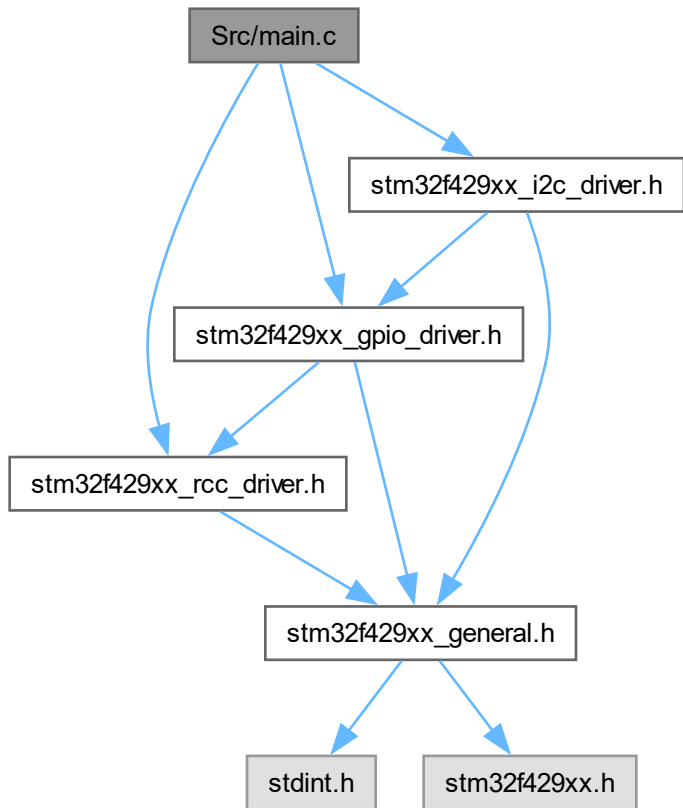 Src/main.c
stm32f429xx_i2c_driver.h
stm32f429xx_gpio_driver.h
stm32f429xx_rcc_driver.h
stm32f429xx_general.h
stdint.h
stm32f429xx.h